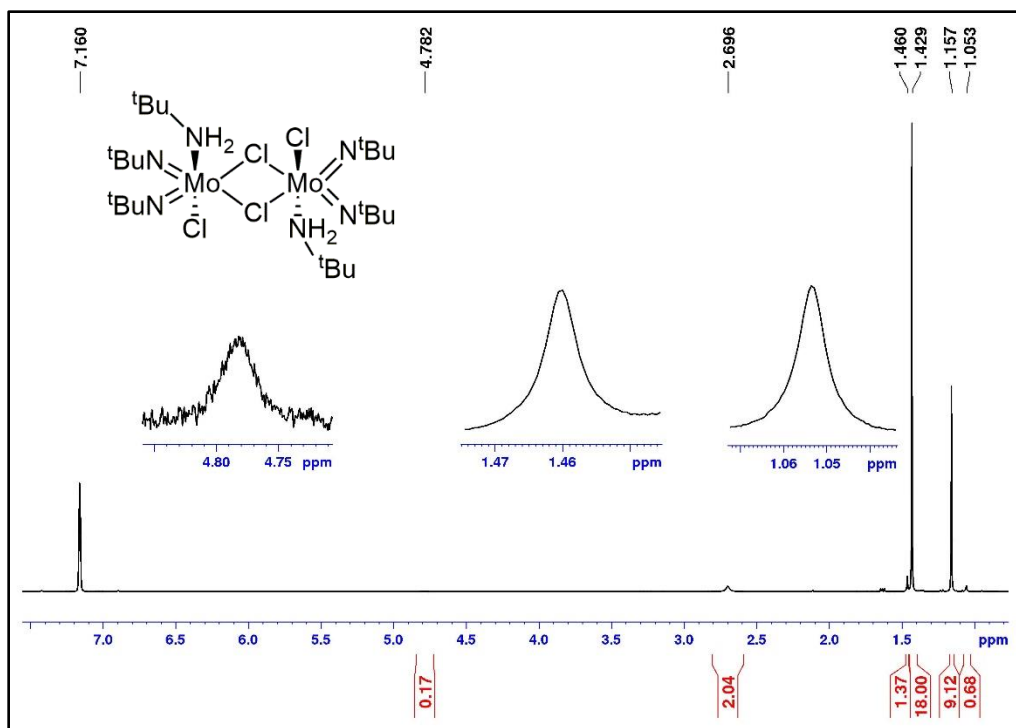 7.160
4.782
2.696
1.460
1.429
1.157
1.053
tBu
NH2
Cl
Cl
tBuN
NtBu
Mo
Mo
tBuN
NtBu
Cl
Cl
NH2
tBu
4.80 4.75 ppm
1.47 1.46 ppm
1.06 1.05 ppm
7.0 6.5 6.0 5.5 5.0 4.5 4.0 3.5 3.0 2.5 2.0 1.5 ppm
0.17
2.04
1.37
18.00
9.12
0.68